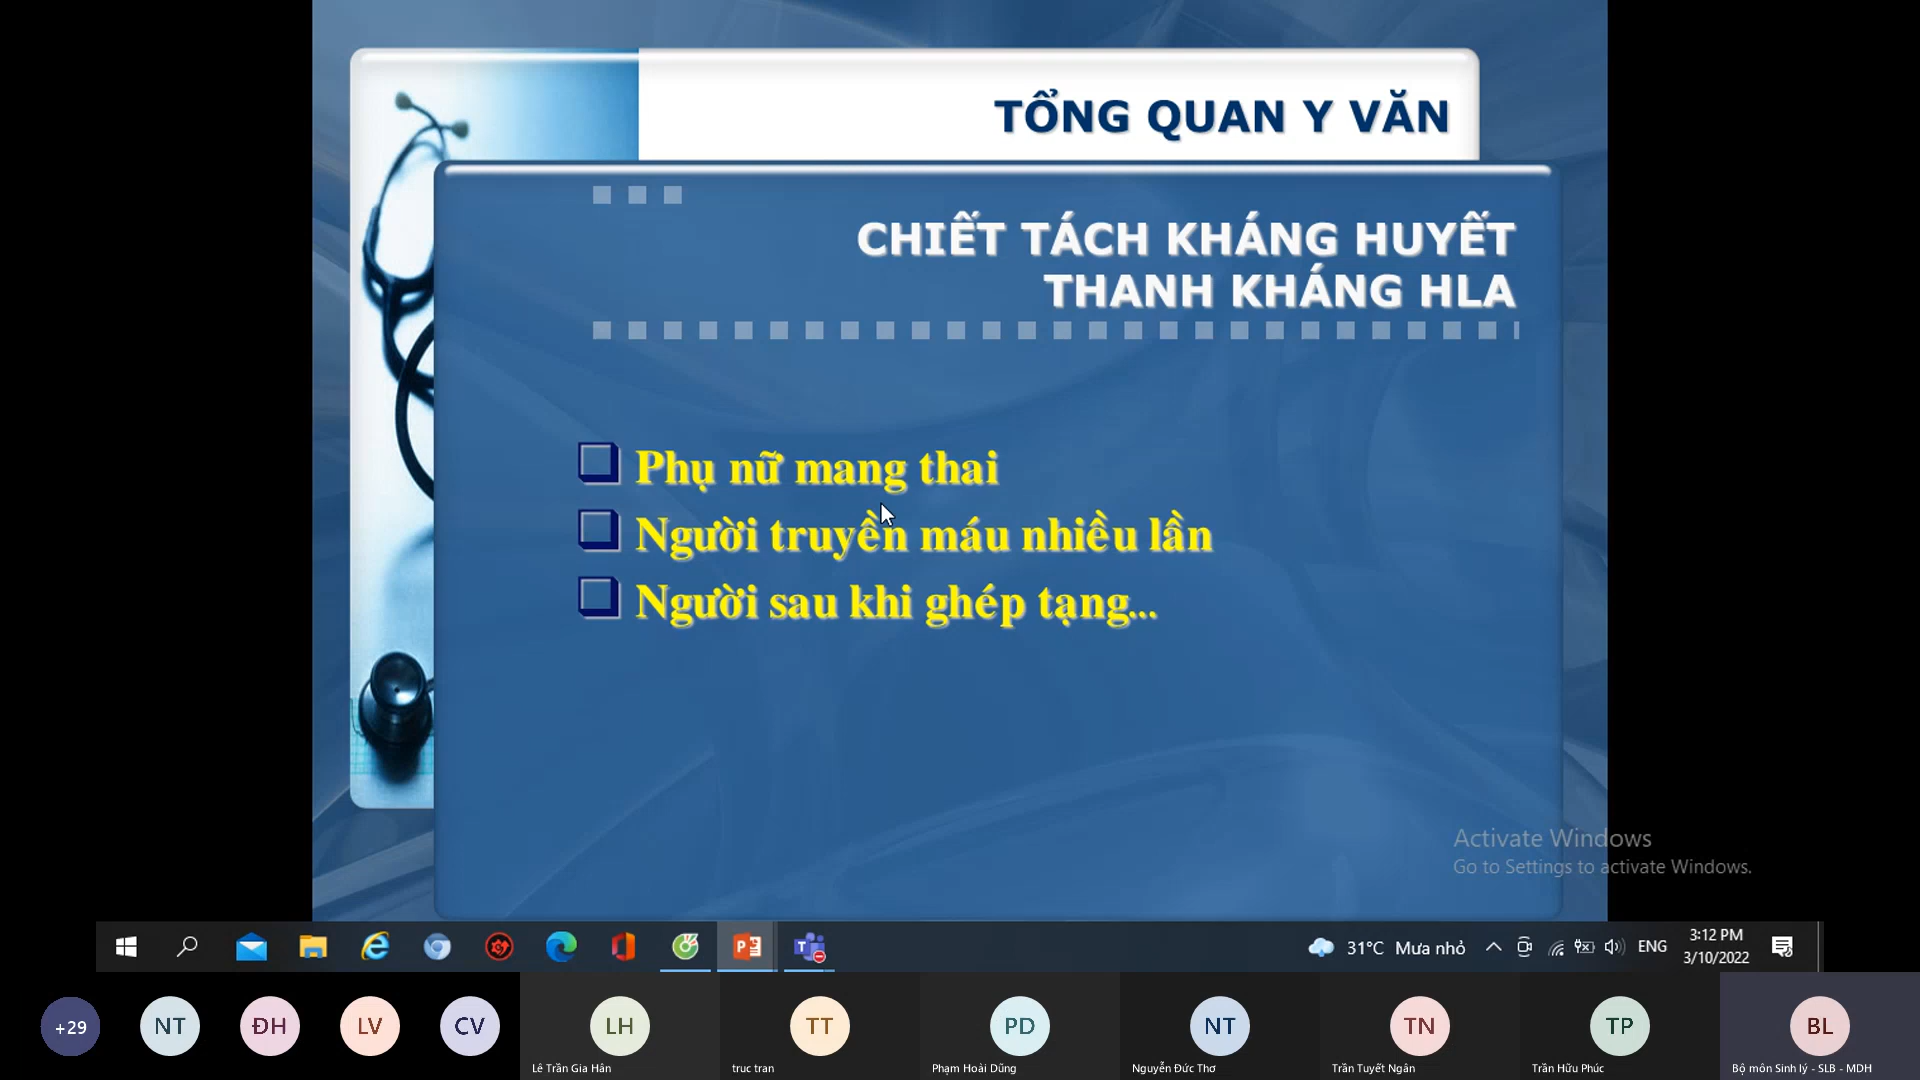 TỔNG QUAN Y VĂN
CHIẾT TÁCH KHÁNG HUYẾT
THANH KHÁNG HLA
Phụ nữ mang thai
Người truyền máu nhiều lần
Người sau khi ghép tạng...
Activate Windows
Go to Settings to activate Windows.
31°C Mưa nhỏ
ENG
3:12 PM
3/10/2022
+29
NT
ĐH
LV
CV
LH
TT
PD
NT
TN
TP
BL
Lê Trần Gia Hân
truc tran
Phạm Hoài Dũng
Nguyễn Đức Thơ
Trần Tuyết Ngân
Trần Hữu Phúc
Bộ môn Sinh lý - SLB - MDH